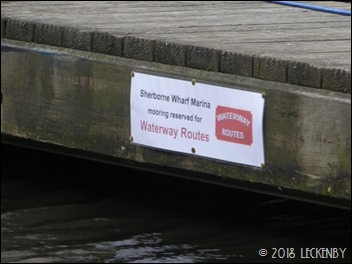 Sherborne Wharf Marina
mooring reserved for
Waterway Routes
WATERWAY
ROUTES
© 2018 LECKENBY